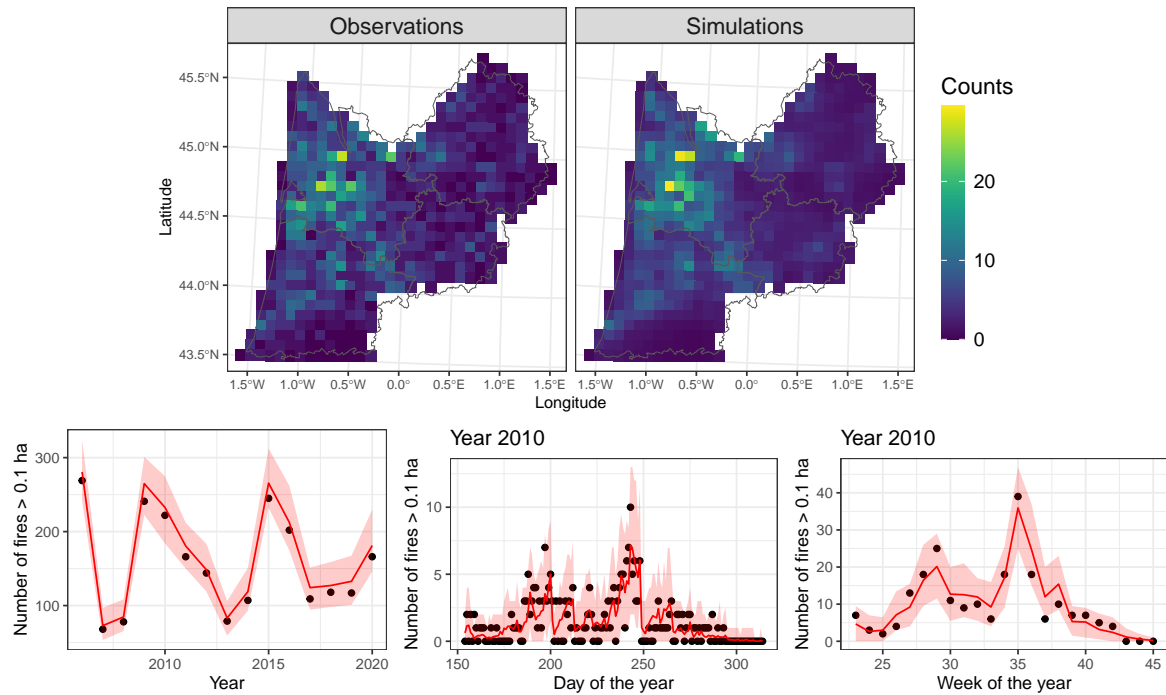 Observations
Simulations
45.5°N
45.0°N
44.5°N
44.0°N
43.5°N
Latitude
1.5°W 1.0°W 0.5°W 0.0° 0.5°E 1.0°E 1.5°E
1.5°W 1.0°W 0.5°W 0.0° 0.5°E 1.0°E 1.5°E
Longitude
Counts
20
10
0
Number of fires > 0.1 ha
300
200
100
2010 2015 2020
Year
Year 2010
Number of fires > 0.1 ha
10
5
0
150 200 250 300
Day of the year
Year 2010
Number of fires > 0.1 ha
40
30
20
10
0
25 30 35 40 45
Week of the year